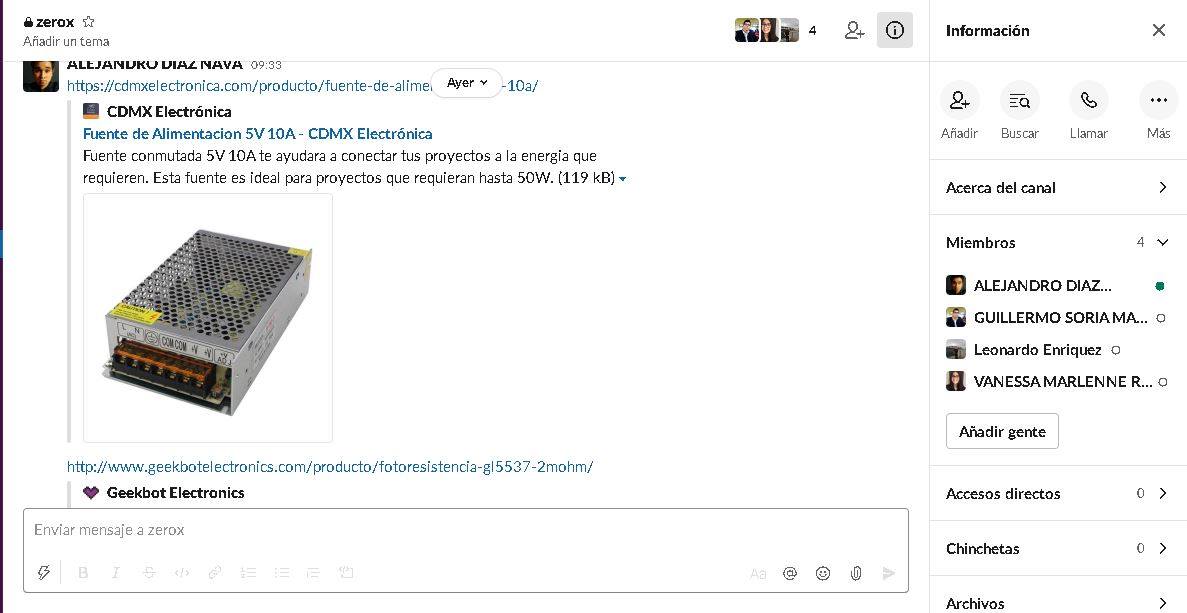 zerox
Añadir un tema
4
ALEJANDRO DIAZ NAVA 09:33
Ayer
https://cdmxelectronica.com/producto/fuente-de-alime -10a/
CDMX Electrónica
Fuente de Alimentacion 5V 10A - CDMX Electrónica
Fuente conmutada 5V 10A te ayudara a conectar tus proyectos a la energia que
requieren. Esta fuente es ideal para proyectos que requieran hasta 50W. (119 kB)
CAUTION
L N
COM COM +V +V
http://www.geekbotelectronics.com/producto/fotoresistencia-gl5537-2mohm/
Geekbot Electronics
Enviar mensaje a zerox
B I S </>
Aa @
Información
Añadir Buscar Llamar Más
Acerca del canal
Miembros 4
ALEJANDRO DIAZ...
GUILLERMO SORIA MA...
Leonardo Enriquez
VANESSA MARLENNE R...
Añadir gente
Accesos directos 0
Chinchetas 0
Archivos